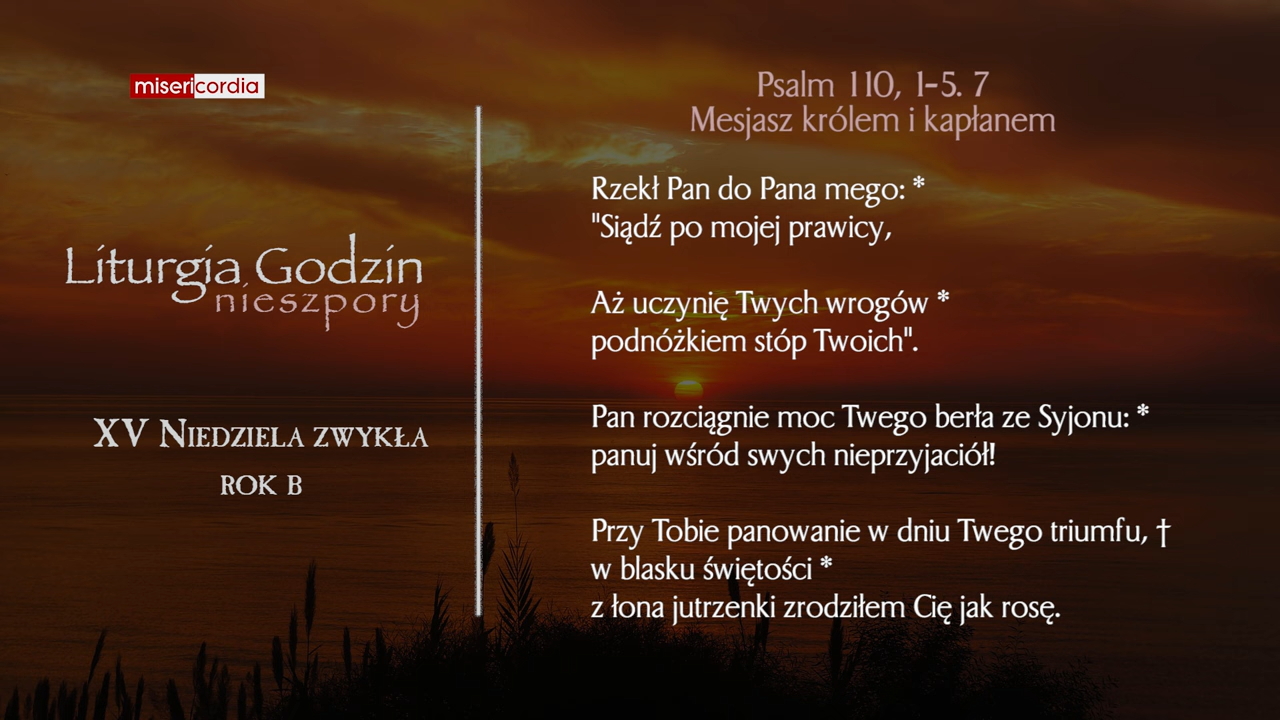 misericordia
Liturgia Godzin
nieszpory
XV Niedziela zwykła
rok B
Psalm 110, 1-5. 7
Mesjasz królem i kapłanem
Rzekł Pan do Pana mego: *
"Siądź po mojej prawicy,
Aż uczynię Twych wrogów *
podnóżkiem stóp Twoich".
Pan rozciągnie moc Twego berła ze Syjonu: *
panuj wśród swych nieprzyjaciół!
Przy Tobie panowanie w dniu Twego triumfu, †
w blasku świętości *
z łona jutrzenki zrodziłem Cię jak rosę.